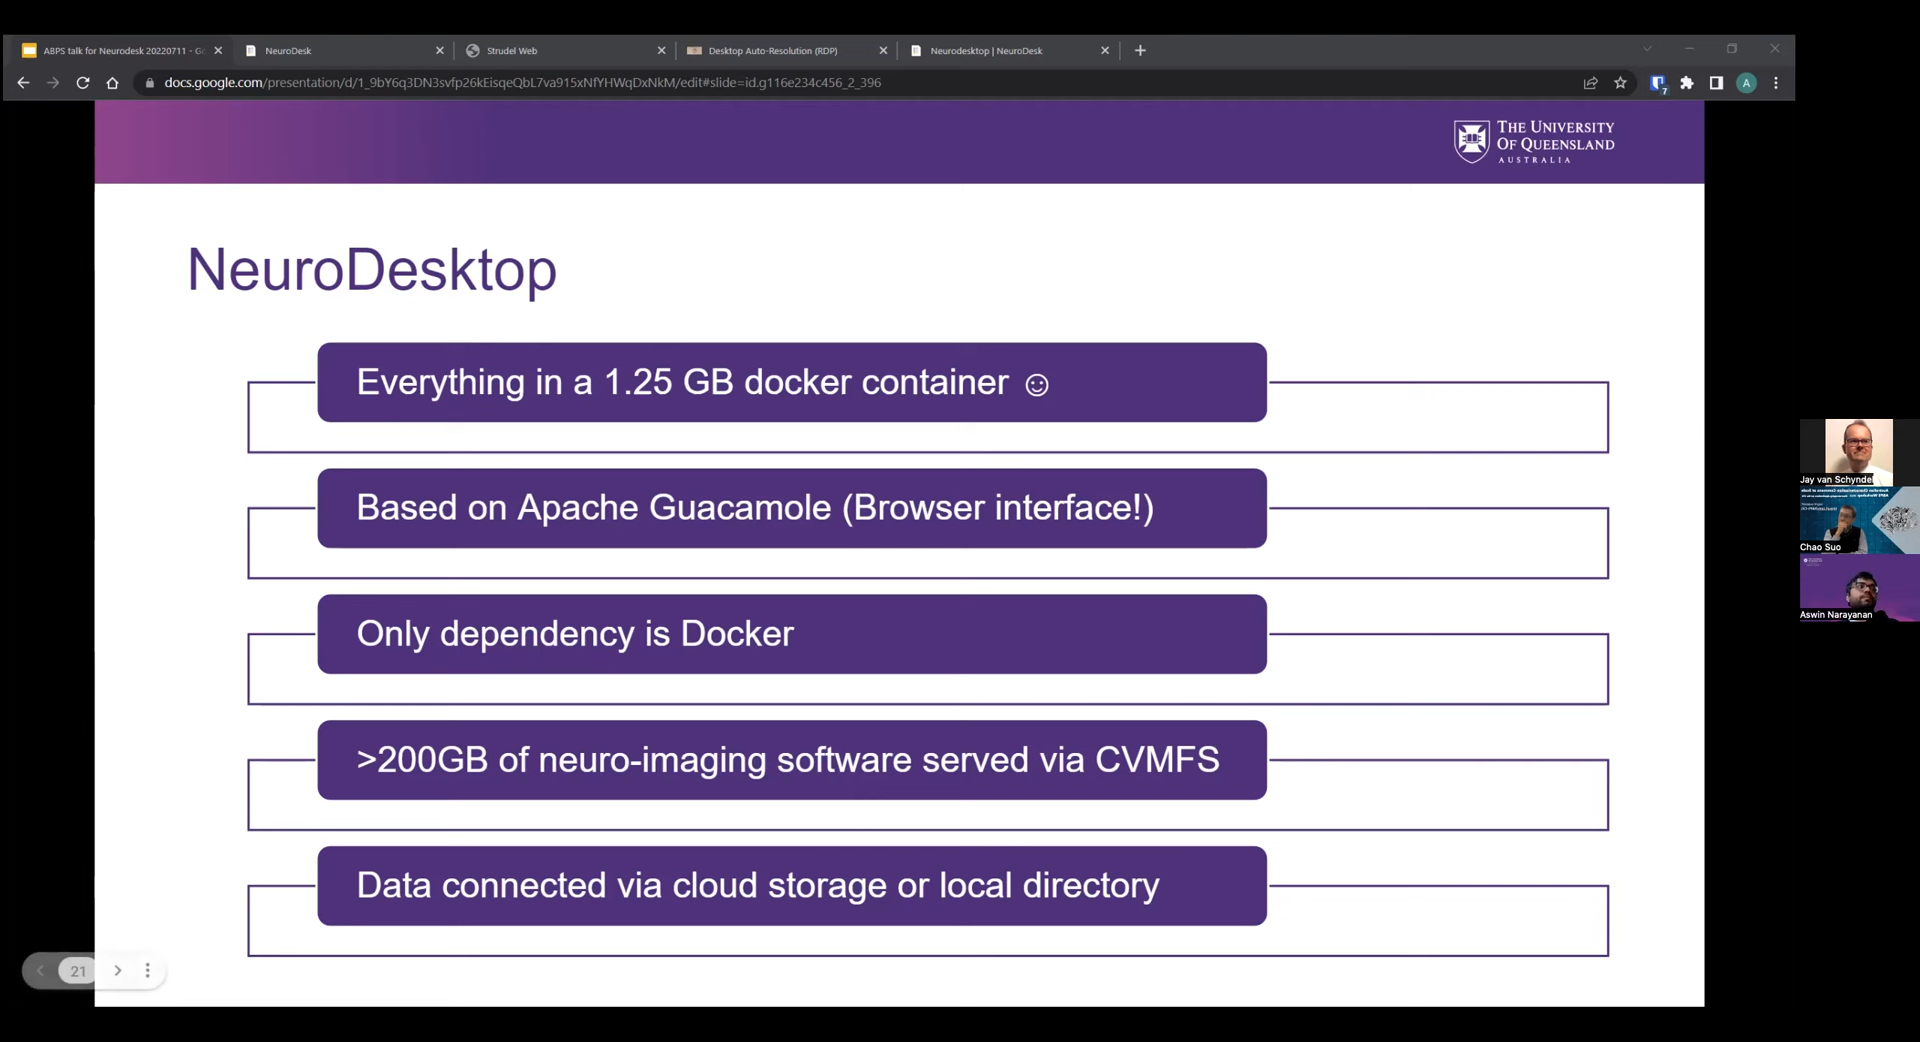 ABPS talk for Neurodesk 20220711 - Go
NeuroDesk
Strudel Web
Desktop Auto-Resolution (RDP)
Neurodesktop | NeuroDesk
docs.google.com/presentation/d/1_9bY6q3DN3svfp26kEisqeQbL7va915xNfYHWqDxNkM/edit#slide=id.g116e234c456_2_396
7
A
THE UNIVERSITY
OF QUEENSLAND
AUSTRALIA
NeuroDesktop
Everything in a 1.25 GB docker container ☺
Based on Apache Guacamole (Browser interface!)
Only dependency is Docker
>200GB of neuro-imaging software served via CVMFS
Data connected via cloud storage or local directory
21
Jay van Schyndel
Chao Suo
Aswin Narayanan